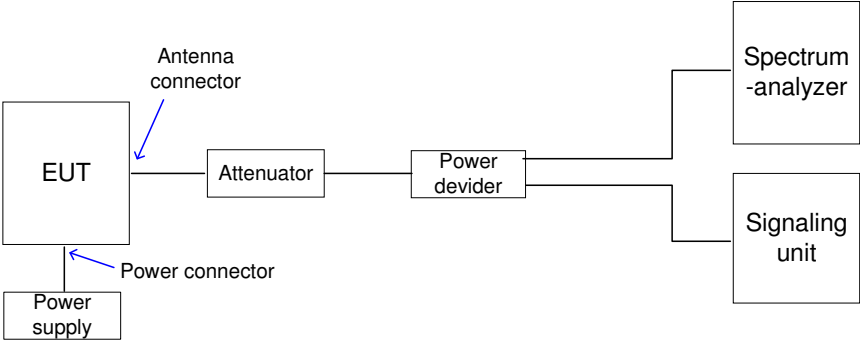 Antenna
connector
EUT
Attenuator
Power
devider
Spectrum
-analyzer
Signaling
unit
Power connector
Power
supply